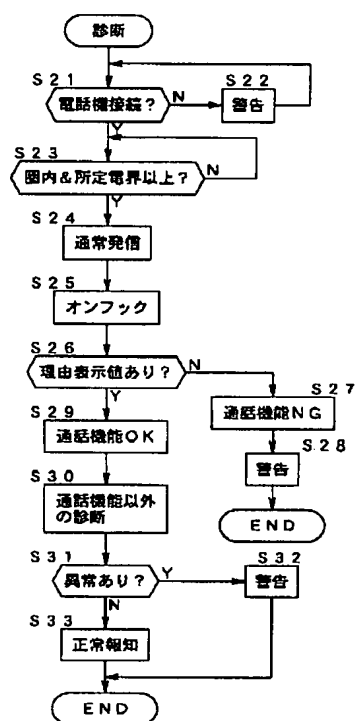 診断
S21
電話機接続?
N
S22
警告
Y
S23
圏内&所定電界以上?
N
Y
S24
通常発信
S25
オンフック
S26
理由表示値あり?
N
Y
S27
通話機能NG
S28
警告
END
S29
通話機能OK
S30
通話機能以外
の診断
S31
異常あり?
Y
S32
警告
N
S33
正常報知
END